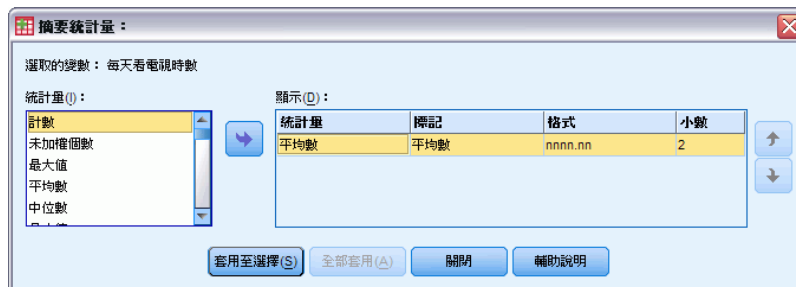 摘要統計量：
選取的變數： 每天看電視時數
統計量(I)：
計數
未加權個數
最大值
平均數
中位數
顯示(D)：
統計量 標記 格式 小數
平均數 平均數 nnnn.nn 2
套用至選擇(S) 全部套用(A) 關閉 輔助說明